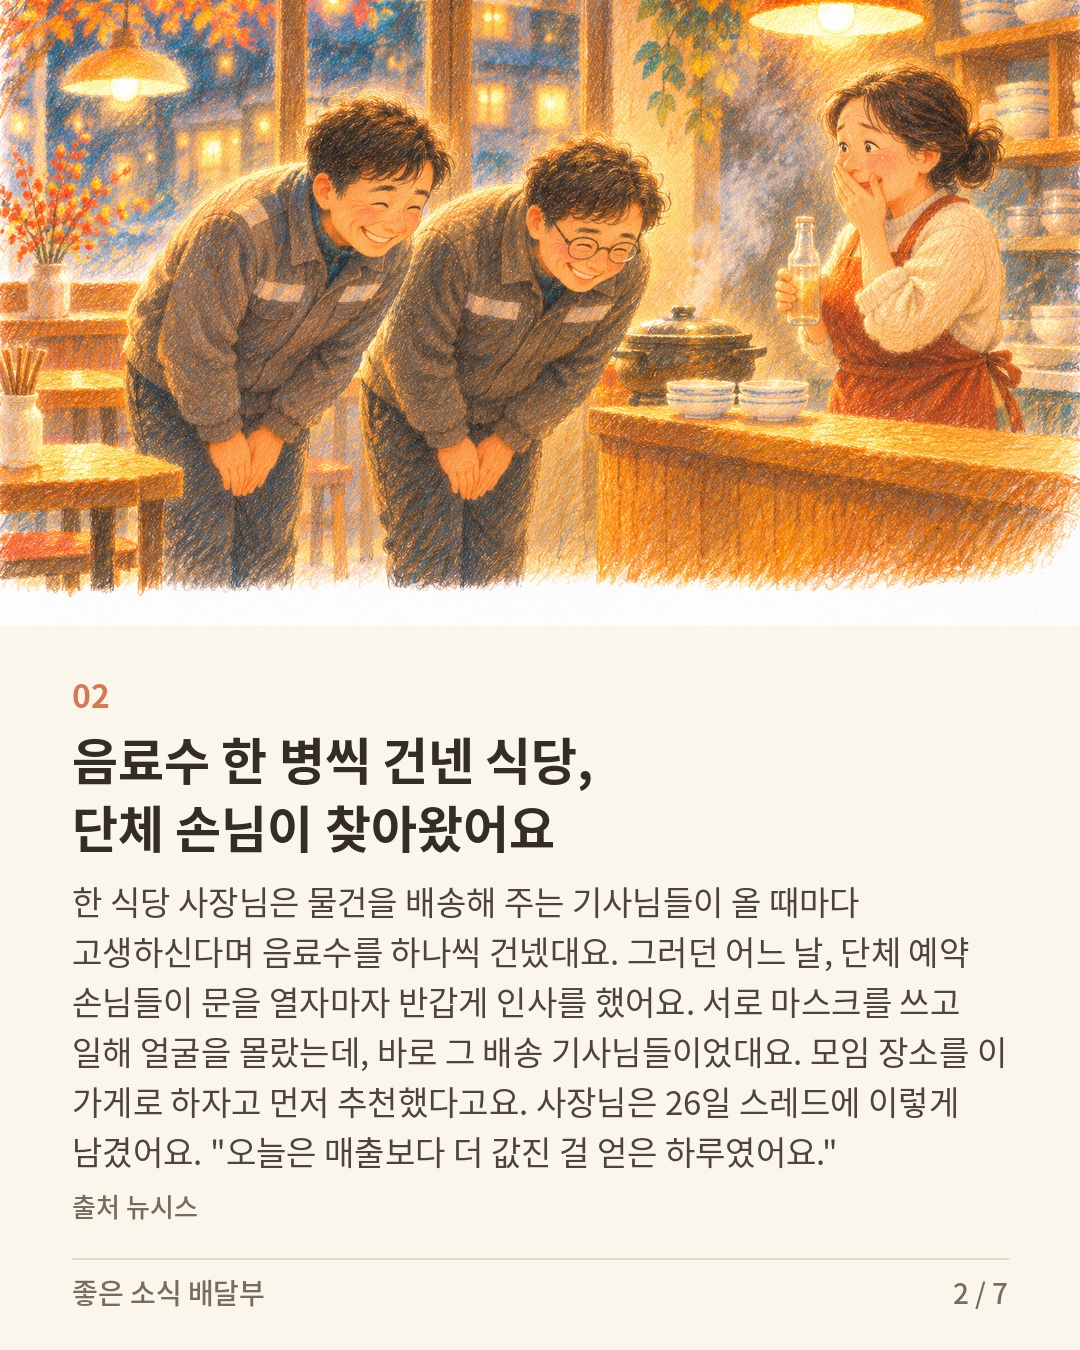 02
음료수 한 병씩 건넨 식당,
단체 손님이 찾아왔어요
한 식당 사장님은 물건을 배송해 주는 기사님들이 올 때마다
고생하신다며 음료수를 하나씩 건넸대요. 그러던 어느 날, 단체 예약
손님들이 문을 열자마자 반갑게 인사를 했어요. 서로 마스크를 쓰고
일해 얼굴을 몰랐는데, 바로 그 배송 기사님들이었대요. 모임 장소를 이
가게로 하자고 먼저 추천했다고요. 사장님은 26일 스레드에 이렇게
남겼어요. "오늘은 매출보다 더 값진 걸 얻은 하루였어요."
출처 뉴시스
좋은 소식 배달부
2 / 7